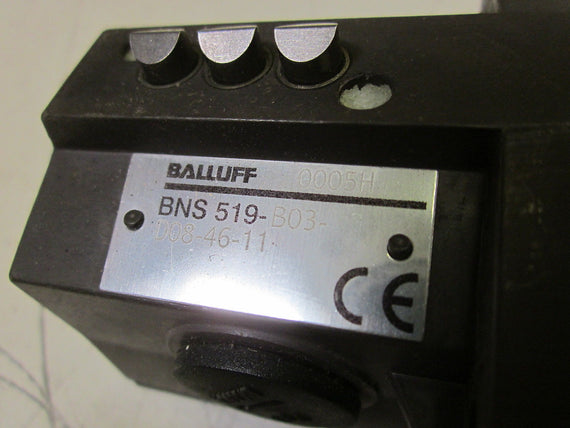 BALLUFF 0005H
BNS 519-B03-
D08-46-11
CE